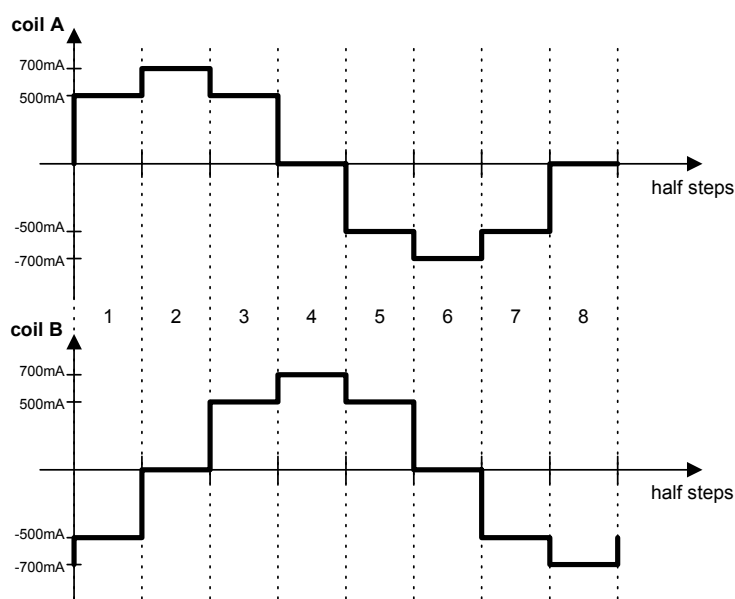 coil A
700mA
500mA
half steps
-500mA
-700mA
1 2 3 4 5 6 7 8
coil B
700mA
500mA
half steps
-500mA
-700mA